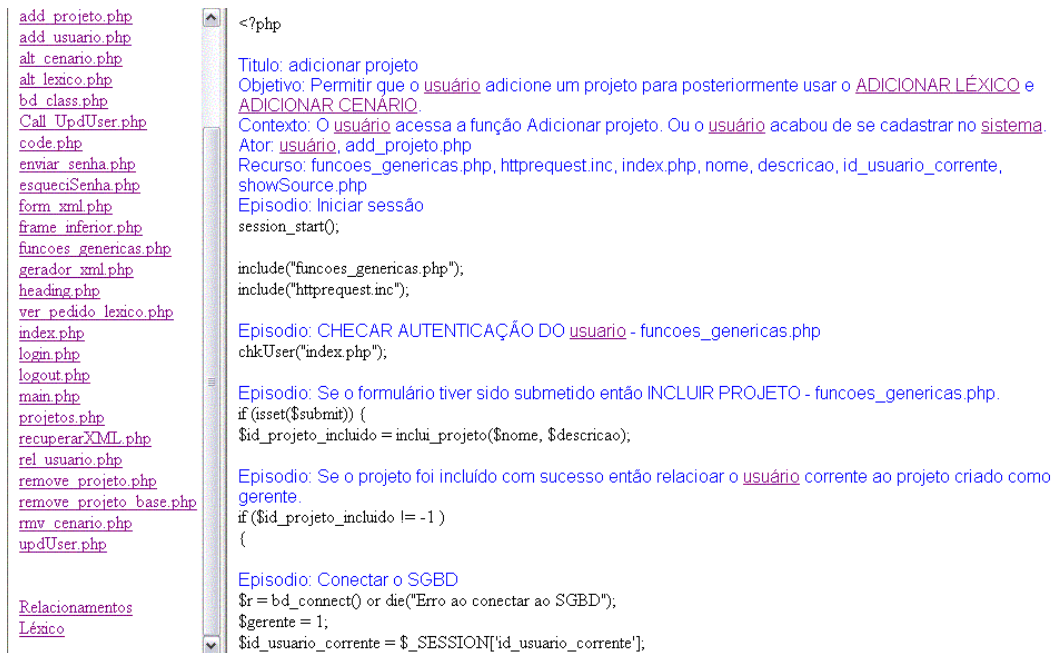 add_projeto.php
add_usuario.php
alt_cenario.php
alt_lexico.php
bd_class.php
Call_UpdUser.php
code.php
enviar_senha.php
esqueciSenha.php
form_xml.php
frame_inferior.php
funcoes_genericas.php
gerador_xml.php
heading.php
ver_pedido_lexico.php
index.php
login.php
logout.php
main.php
projetos.php
recuperarXML.php
rel_usuario.php
remove_projeto.php
remove_projeto_base.php
rmv_cenario.php
updUser.php
Relacionamentos
Léxico
<?php
Titulo: adicionar projeto
Objetivo: Permitir que o usuário adicione um projeto para posteriormente usar o ADICIONAR LÉXICO e
ADICIONAR CENÁRIO.
Contexto: O usuário acessa a função Adicionar projeto. Ou o usuário acabou de se cadastrar no sistema.
Ator: usuário, add_projeto.php
Recurso: funcoes_genericas.php, httprequest.inc, index.php, nome, descricao, id_usuario_corrente,
showSource.php
Episodio: Iniciar sessão
session_start();
include("funcoes_genericas.php");
include("httprequest.inc");
Episodio: CHECAR AUTENTICAÇÃO DO usuario - funcoes_genericas.php
chkUser("index.php");
Episodio: Se o formulário tiver sido submetido então INCLUIR PROJETO - funcoes_genericas.php.
if (isset($submit)) {
$id_projeto_incluido = inclui_projeto($nome, $descricao);
Episodio: Se o projeto foi incluído com sucesso então relacioar o usuário corrente ao projeto criado como
gerente.
if ($id_projeto_incluido != -1 )
{
Episodio: Conectar o SGBD
$r = bd_connect() or die("Erro ao conectar ao SGBD");
$gerente = 1;
$id_usuario_corrente = $_SESSION['id_usuario_corrente'];